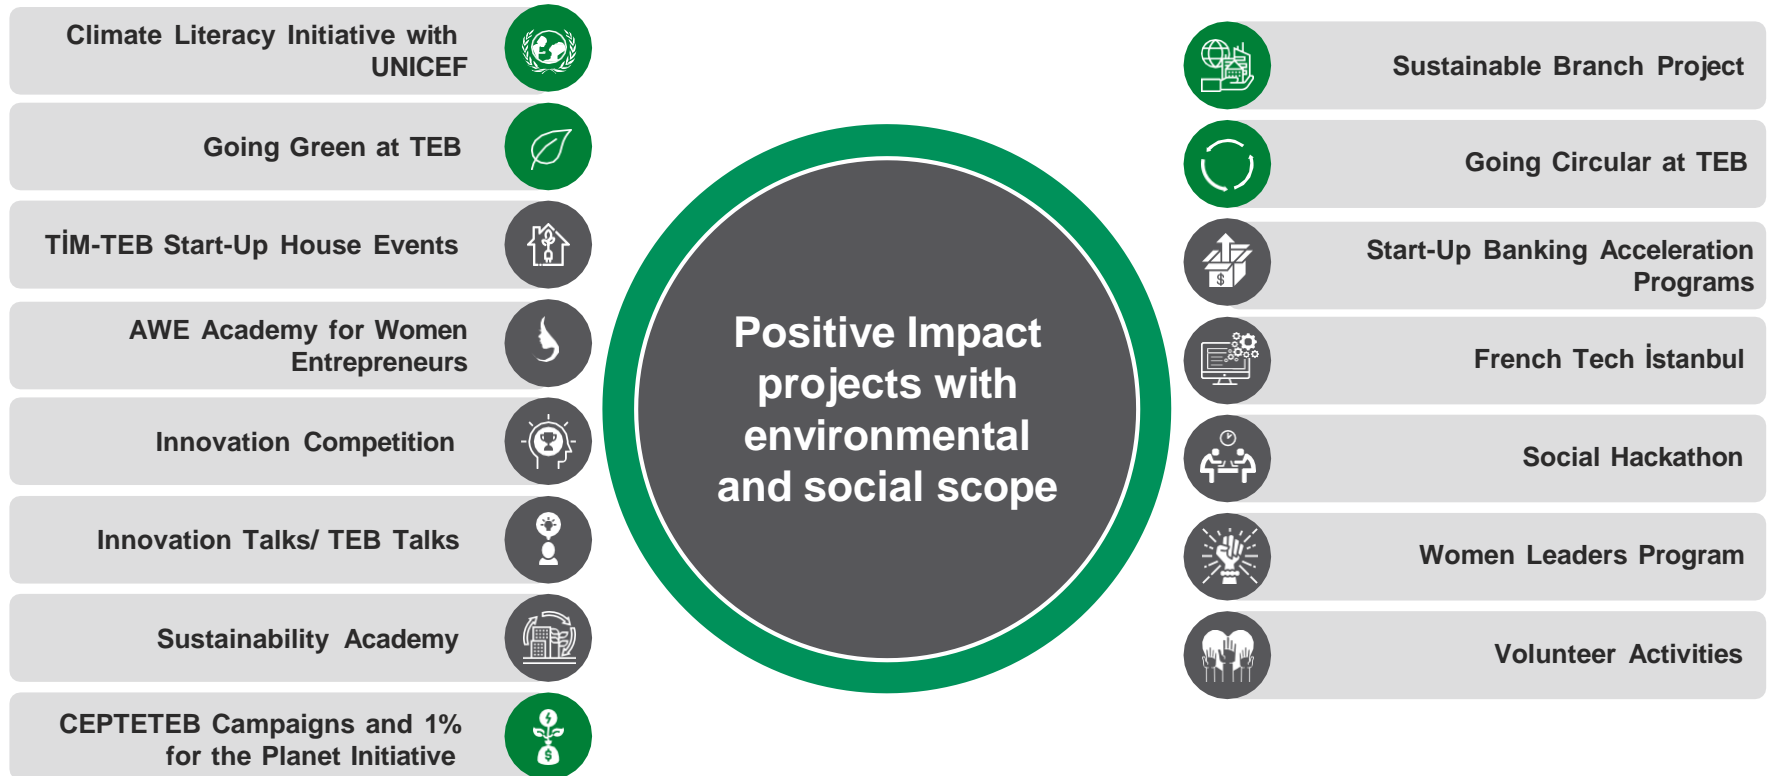 Climate Literacy Initiative with
UNICEF
Going Green at TEB
TİM-TEB Start-Up House Events
AWE Academy for Women
Entrepreneurs
Innovation Competition
Innovation Talks/ TEB Talks
Sustainability Academy
CEPTETEB Campaigns and 1%
for the Planet Initiative
Positive Impact
projects with
environmental
and social scope
Sustainable Branch Project
Going Circular at TEB
Start-Up Banking Acceleration
Programs
French Tech İstanbul
Social Hackathon
Women Leaders Program
Volunteer Activities